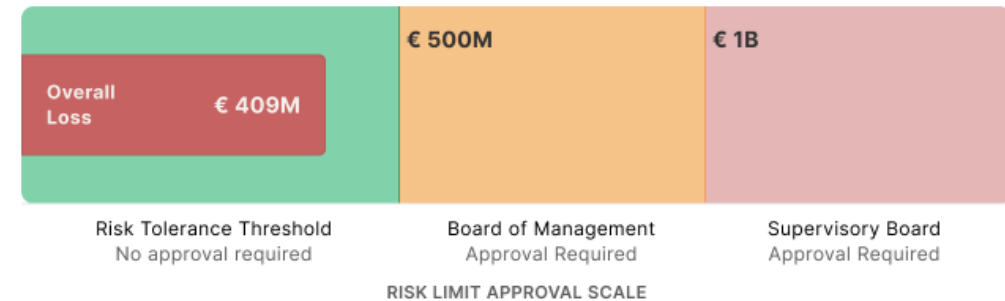 € 500M
€ 1B
Overall
Loss
€ 409M
Risk Tolerance Threshold
No approval required
Board of Management
Approval Required
Supervisory Board
Approval Required
RISK LIMIT APPROVAL SCALE